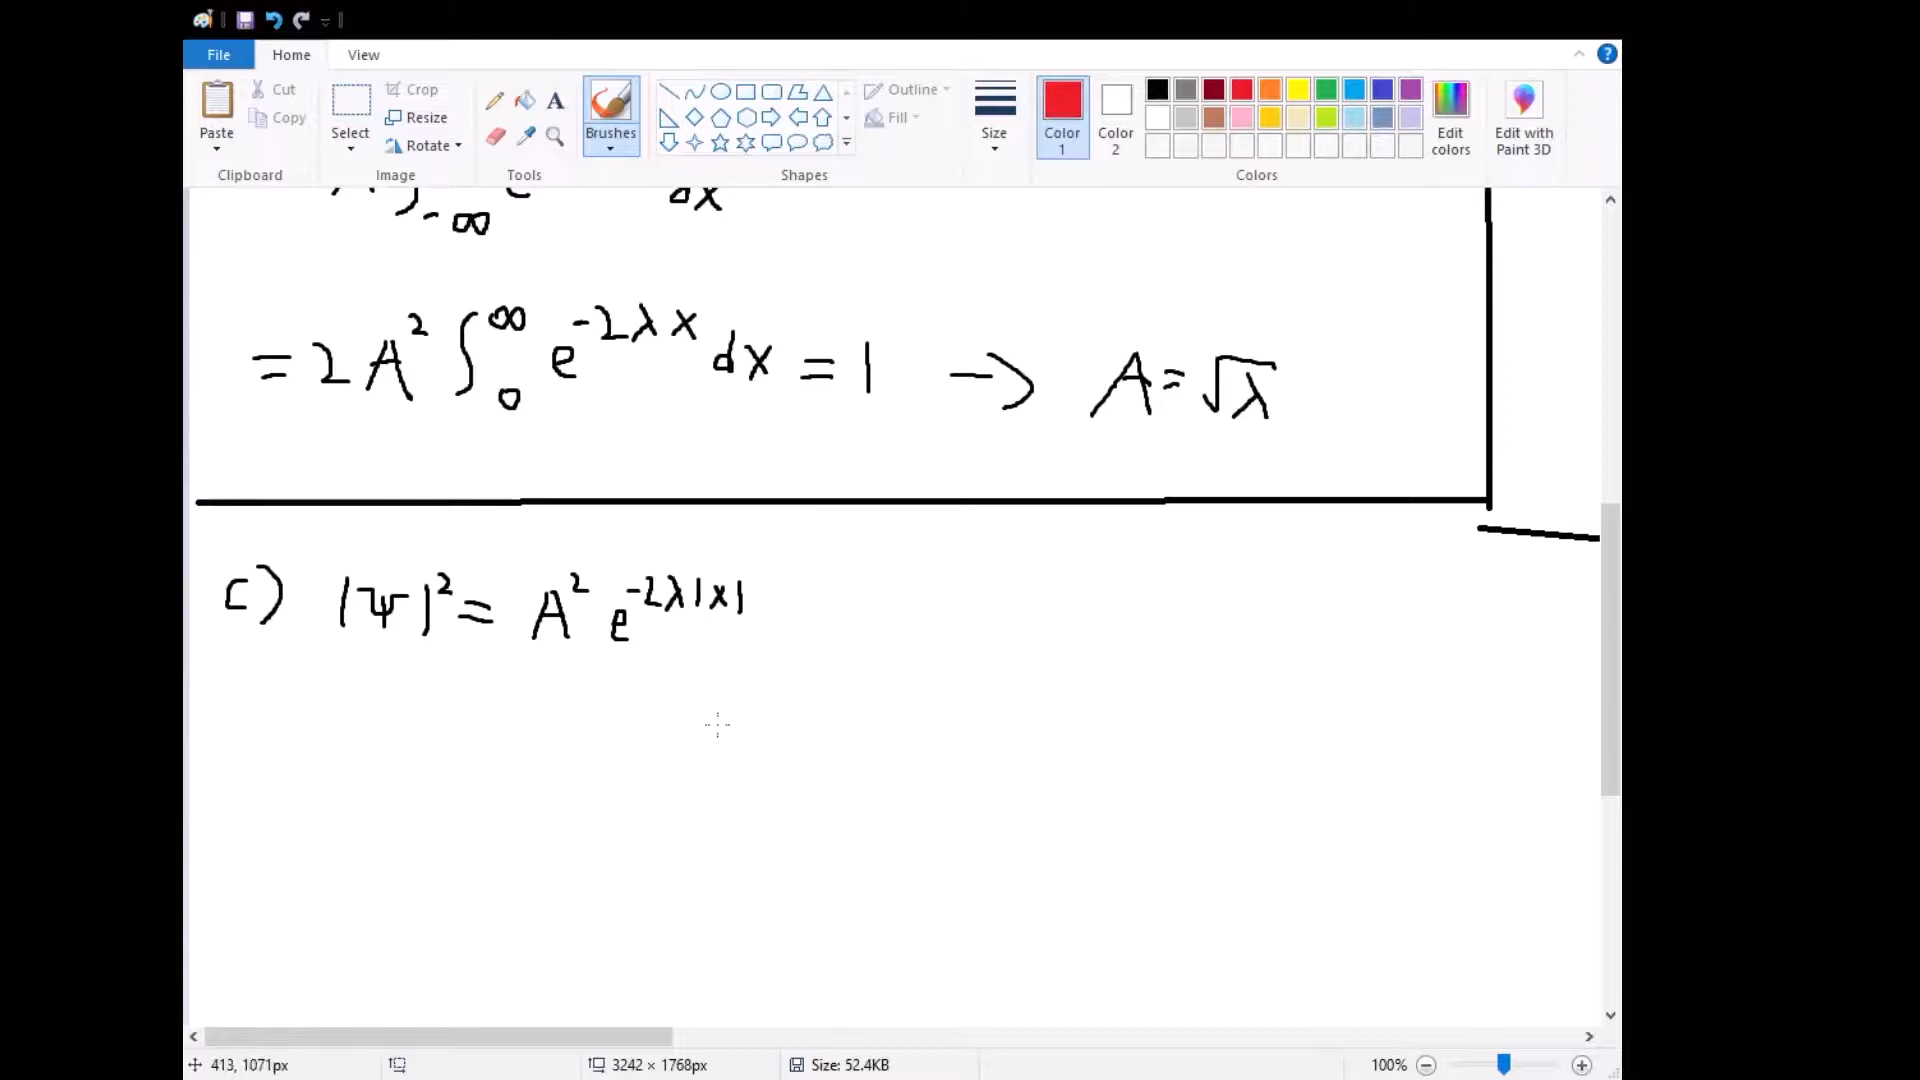 File Home View
Paste Cut Copy Clipboard
Select Crop Resize Rotate Image
A Tools
Brushes
Outline Fill Shapes
Size
Color 1 Color 2 Edit colors Colors
Edit with Paint 3D
-∞ dx
= 2A² ∫₀^∞ e^{-2λx} dx = 1 → A = √λ
c) |Ψ|² = A² e^{-2λ|x|}
413, 1071px 3242 × 1768px Size: 52.4KB 100%